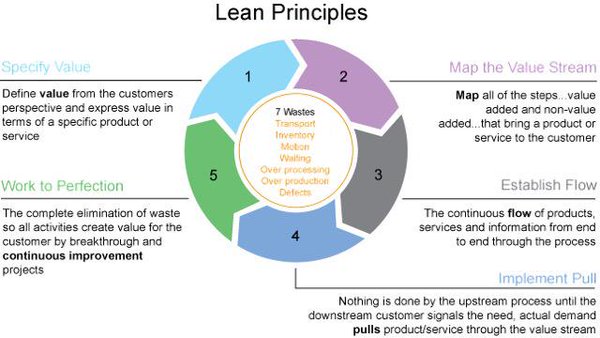 Lean Principles
Specify Value
Define value from the customers
perspective and express value in
terms of a specific product or
service
1
2
Map the Value Stream
Map all of the steps...value
added and non-value
added...that bring a product or
service to the customer
7 Wastes
Transport
Inventory
Motion
Waiting
Over processing
Over production
Defects
3
Establish Flow
The continuous flow of products,
services and information from end
to end through the process
4
Implement Pull
Nothing is done by the upstream process until the
downstream customer signals the need, actual demand
pulls product/service through the value stream
5
Work to Perfection
The complete elimination of waste
so all activities create value for the
customer by breakthrough and
continuous improvement
projects